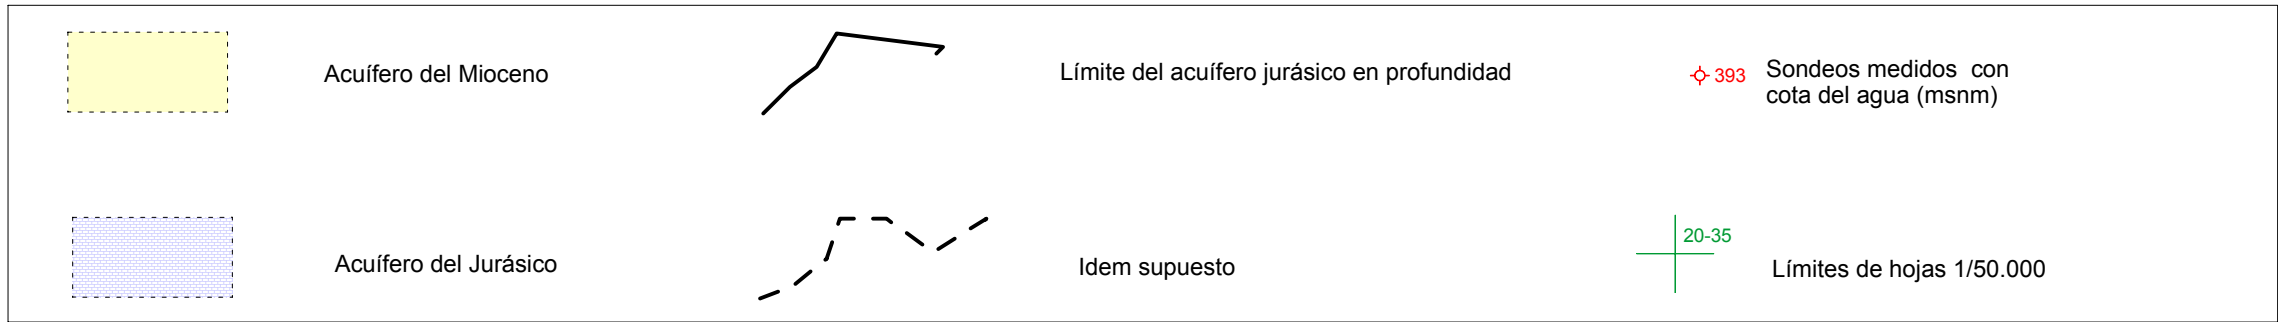 Acuífero del Mioceno
Límite del acuífero jurásico en profundidad
393
Sondeos medidos con
cota del agua (msnm)
Acuífero del Jurásico
Idem supuesto
20-35
Límites de hojas 1/50.000